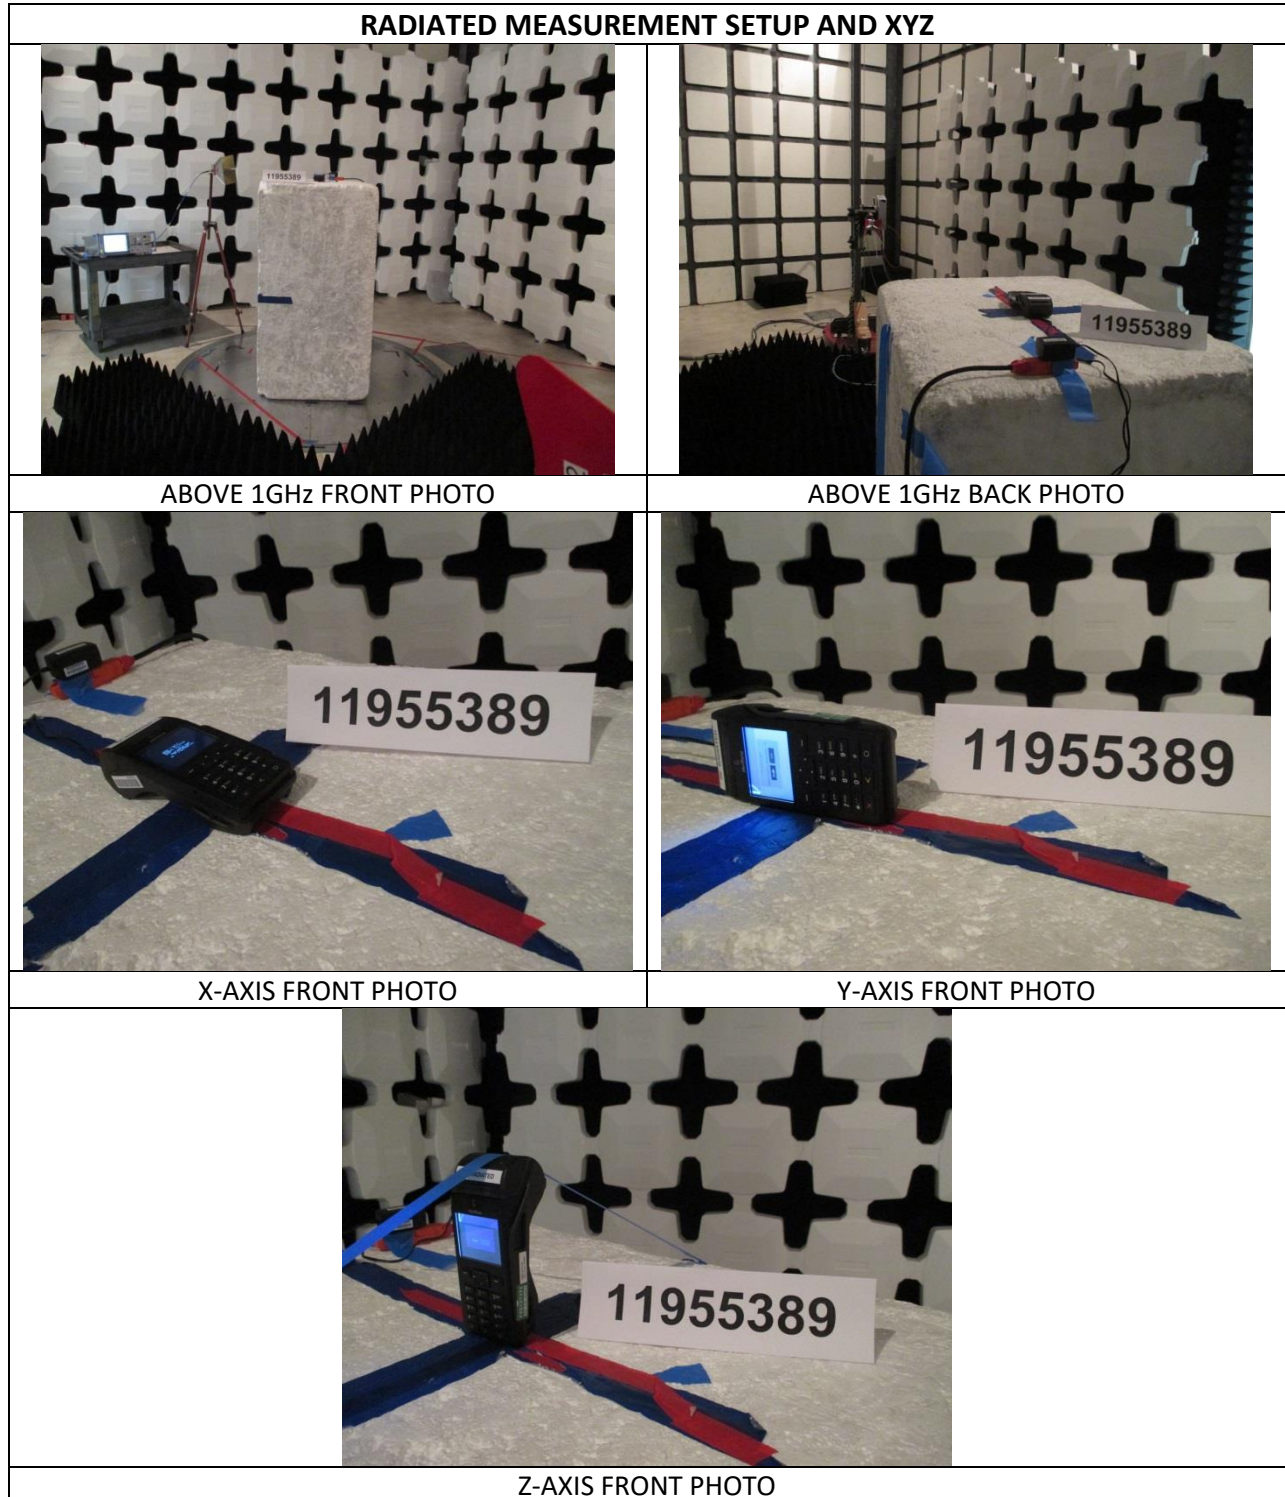 RADIATED MEASUREMENT SETUP AND XYZ
11955389
11955389
ABOVE 1GHz FRONT PHOTO
ABOVE 1GHz BACK PHOTO
11955389
11955389
X-AXIS FRONT PHOTO
Y-AXIS FRONT PHOTO
11955389
Z-AXIS FRONT PHOTO